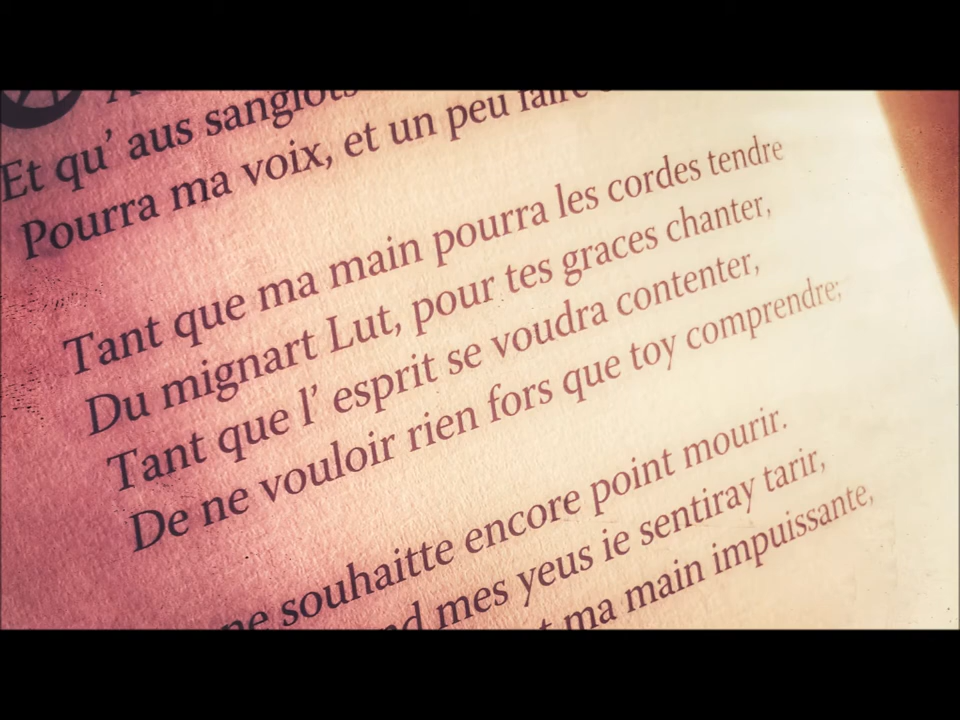 Et qu' aus sanglots
Pourra ma voix, et un peu faire
Tant que ma main pourra les cordes tendre
Du mignart Lut, pour tes graces chanter,
Tant que l' esprit se voudra contenter,
De ne vouloir rien fors que toy comprendre;
ne souhaitte encore point mourir.
mes yeus ie sentiray tarir,
ma main impuissante,